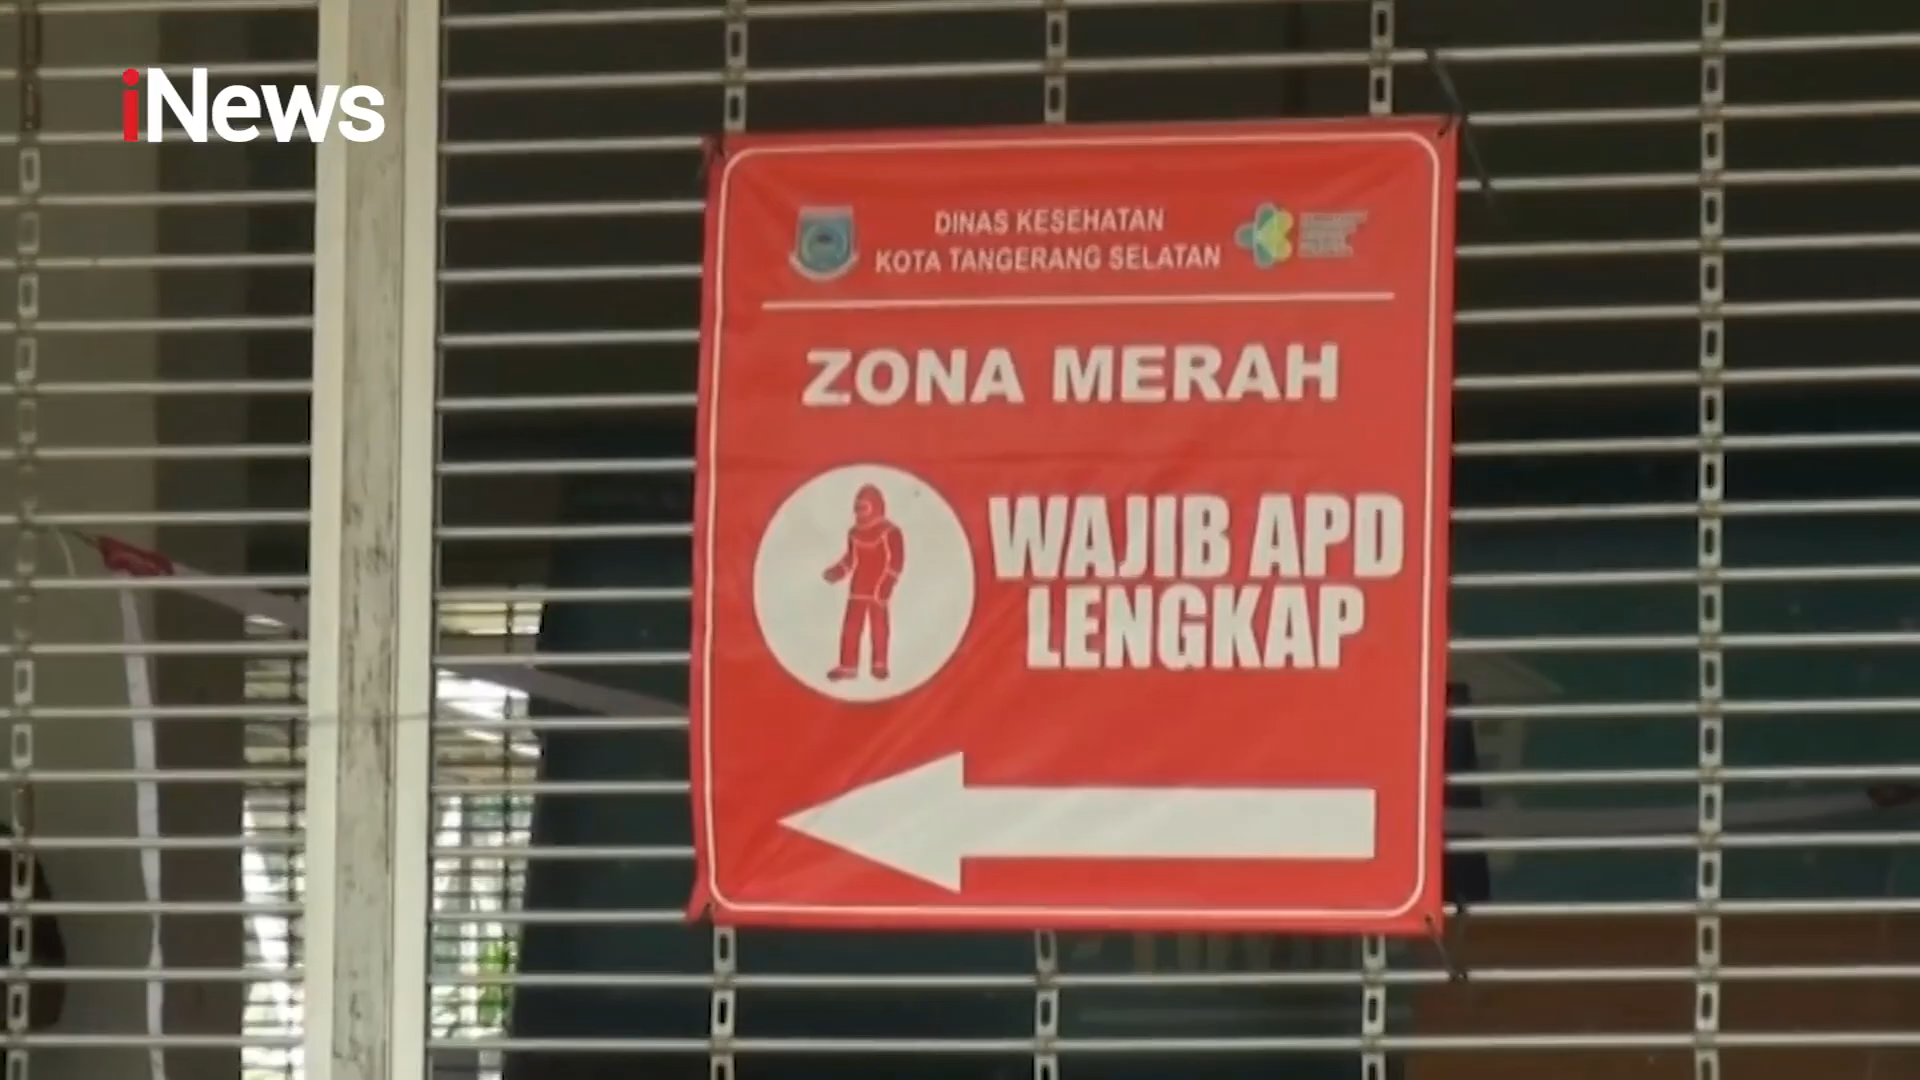 iNews
DINAS KESEHATAN
KOTA TANGERANG SELATAN
ZONA MERAH
WAJIB APD
LENGKAP